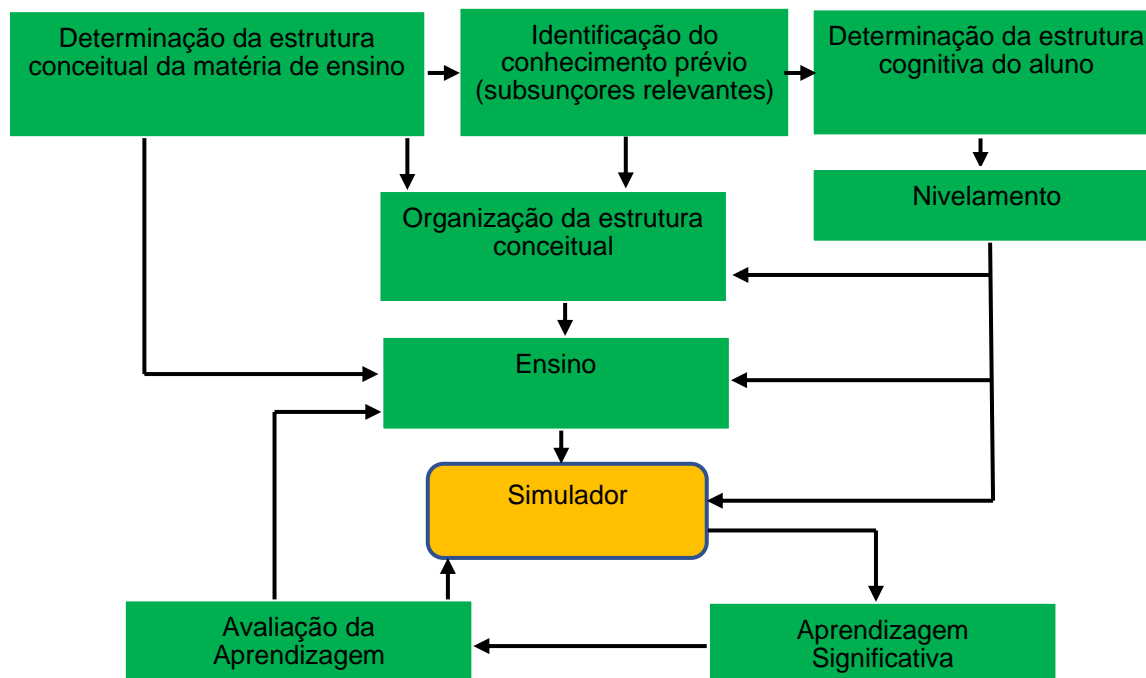 Determinação da estrutura
conceitual da matéria de ensino
Identificação do
conhecimento prévio
(subsunçores relevantes)
Determinação da estrutura
cognitiva do aluno
Nivelamento
Organização da estrutura
conceitual
Ensino
Simulador
Avaliação da
Aprendizagem
Aprendizagem
Significativa